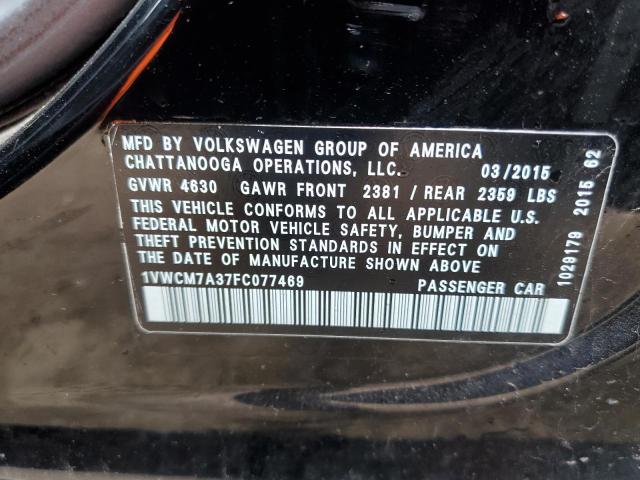 MFD BY VOLKSWAGEN GROUP OF AMERICA
CHATTANOOGA OPERATIONS, LLC. 03/2015
GVWR 4630 GAWR FRONT 2381 / REAR 2359 LBS
THIS VEHICLE CONFORMS TO ALL APPLICABLE U.S.
FEDERAL MOTOR VEHICLE SAFETY, BUMPER AND
THEFT PREVENTION STANDARDS IN EFFECT ON
THE DATE OF MANUFACTURE SHOWN ABOVE
1VWCM7A37FC077469 PASSENGER CAR
1029179 2015 62